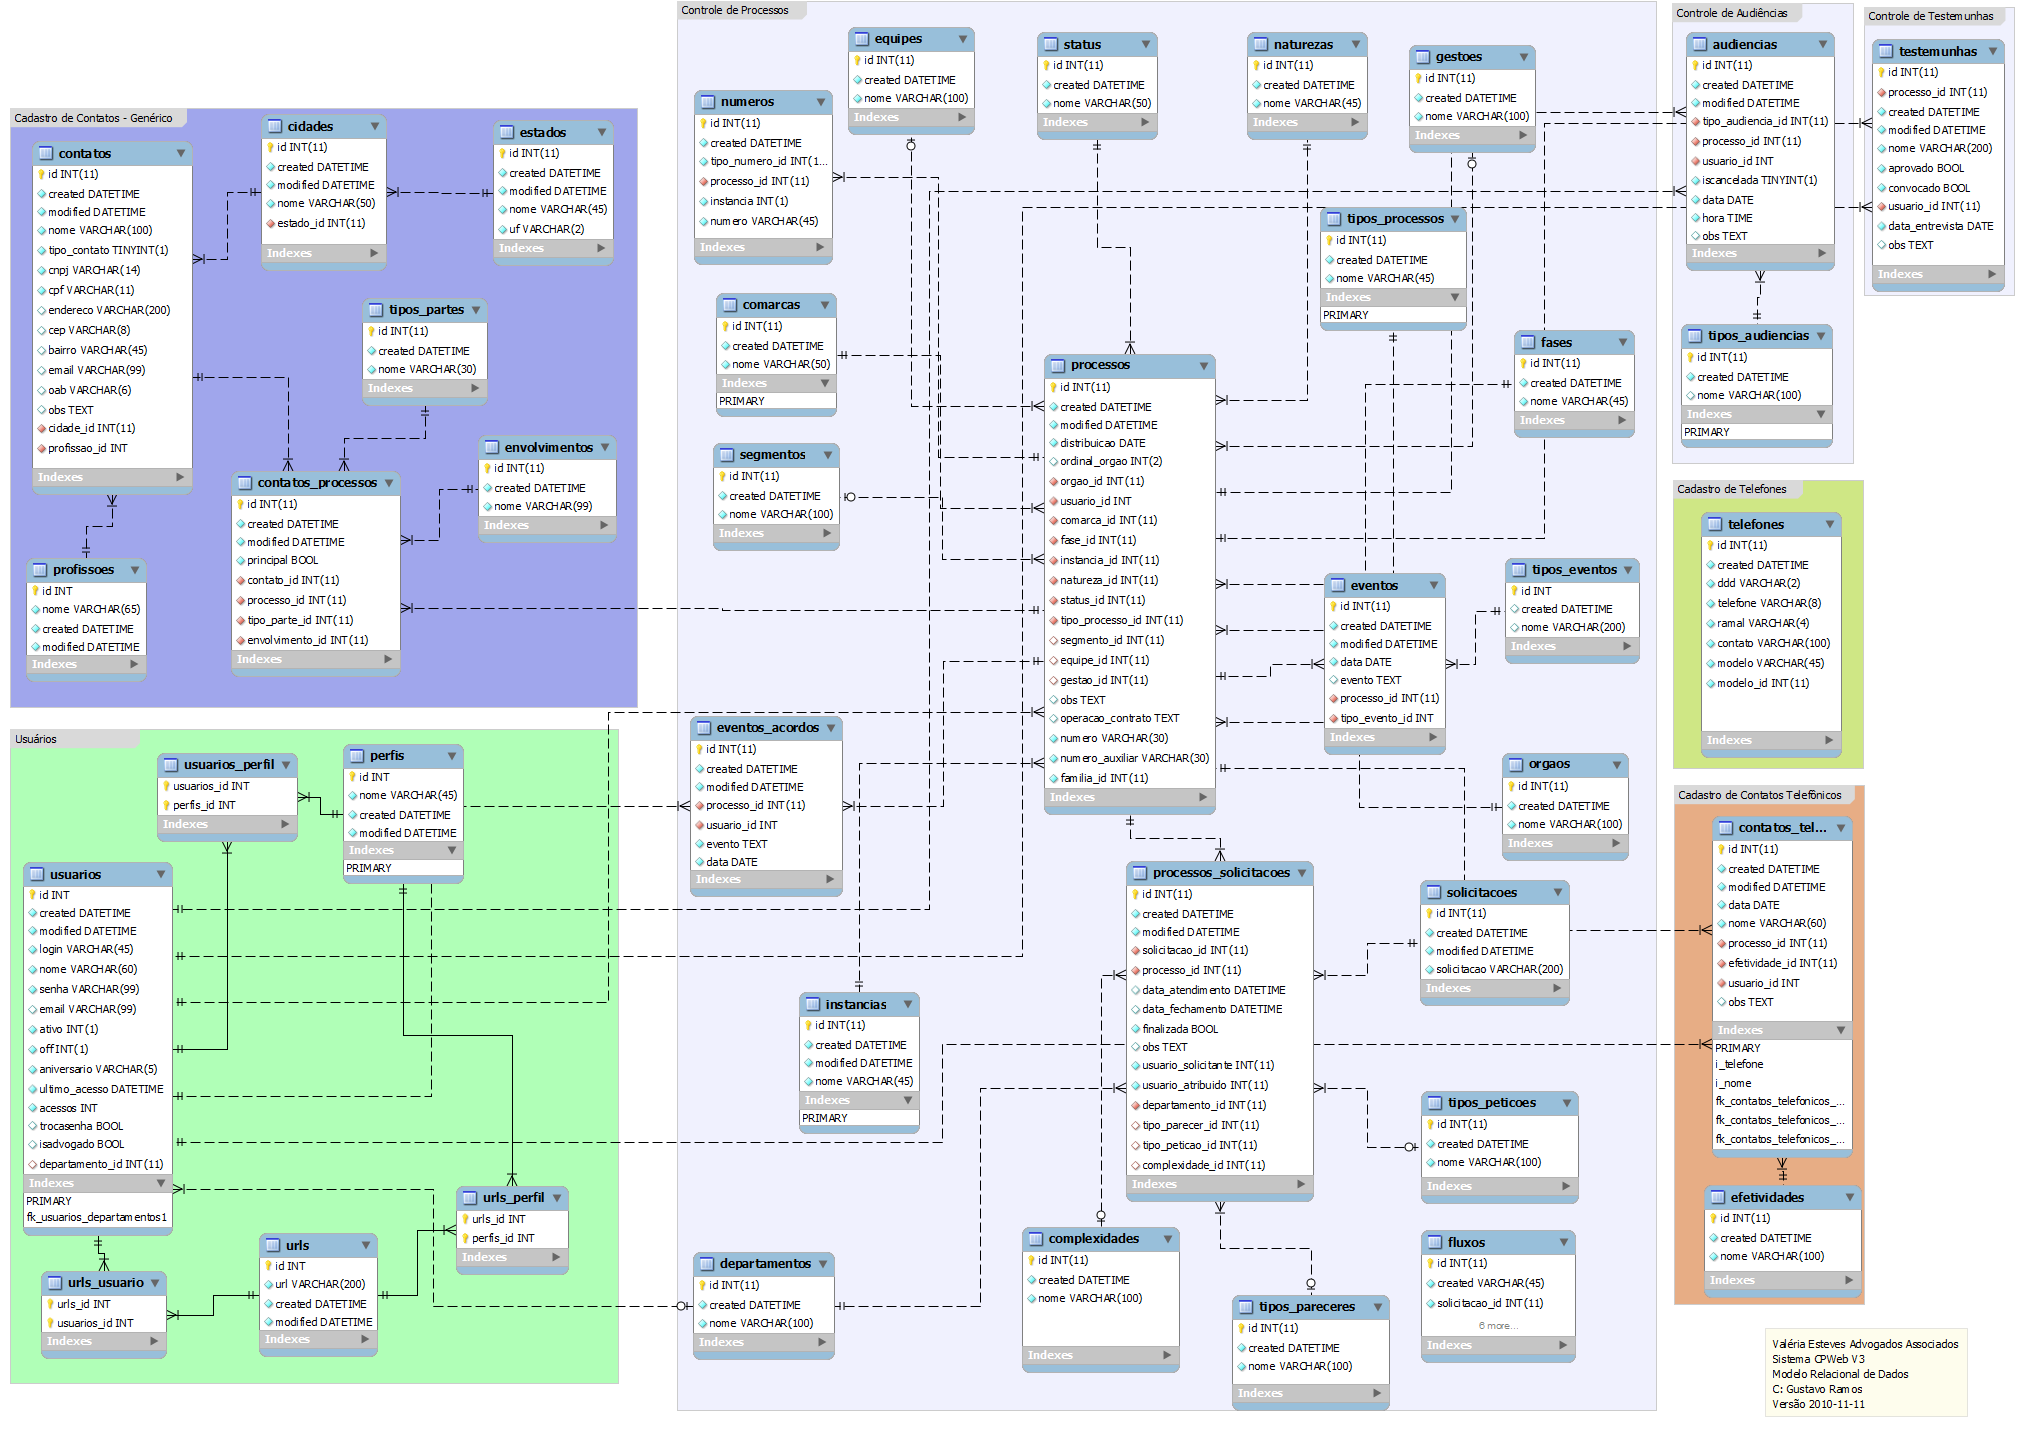 Cadastro de Contatos - Genérico
contatos
id INT(11)
created DATETIME
modified DATETIME
nome VARCHAR(100)
tipo_contato TINYINT(1)
cnpj VARCHAR(14)
cpf VARCHAR(11)
endereco VARCHAR(200)
cep VARCHAR(8)
bairro VARCHAR(45)
email VARCHAR(99)
oab VARCHAR(6)
obs TEXT
cidade_id INT(11)
profissao_id INT
Indexes
cidades
id INT(11)
created DATETIME
modified DATETIME
nome VARCHAR(50)
estado_id INT(11)
Indexes
estados
id INT(11)
created DATETIME
modified DATETIME
nome VARCHAR(45)
uf VARCHAR(2)
Indexes
tipos_partes
id INT(11)
created DATETIME
nome VARCHAR(30)
Indexes
envolvimentos
id INT(11)
created DATETIME
nome VARCHAR(99)
Indexes
contatos_processos
id INT(11)
created DATETIME
modified DATETIME
principal BOOL
contato_id INT(11)
processo_id INT(11)
tipo_parte_id INT(11)
envolvimento_id INT(11)
Indexes
profissoes
id INT
nome VARCHAR(65)
created DATETIME
modified DATETIME
Indexes
Usuários
usuarios_perfil
usuarios_id INT
perfis_id INT
Indexes
perfis
id INT
nome VARCHAR(45)
created DATETIME
modified DATETIME
Indexes
PRIMARY
usuarios
id INT
created DATETIME
modified DATETIME
login VARCHAR(45)
nome VARCHAR(60)
senha VARCHAR(99)
email VARCHAR(99)
ativo INT(1)
off INT(1)
aniversario VARCHAR(5)
ultimo_acesso DATETIME
acessos INT
trocasenha BOOL
isadvogado BOOL
departamento_id INT(11)
Indexes
PRIMARY
fk_usuarios_departamentos1
urls_perfil
urls_id INT
perfis_id INT
Indexes
urls
id INT
url VARCHAR(200)
created DATETIME
modified DATETIME
Indexes
urls_usuario
urls_id INT
usuarios_id INT
Indexes
Controle de Processos
equipes
id INT(11)
created DATETIME
nome VARCHAR(100)
Indexes
status
id INT(11)
created DATETIME
nome VARCHAR(50)
Indexes
naturezas
id INT(11)
created DATETIME
nome VARCHAR(45)
Indexes
gestoes
id INT(11)
created DATETIME
nome VARCHAR(100)
Indexes
numeros
id INT(11)
created DATETIME
tipo_numero_id INT(1...
processo_id INT(11)
instancia INT(1)
numero VARCHAR(45)
Indexes
tipos_processos
id INT(11)
created DATETIME
nome VARCHAR(45)
Indexes
PRIMARY
comarcas
id INT(11)
created DATETIME
nome VARCHAR(50)
Indexes
PRIMARY
fases
id INT(11)
created DATETIME
nome VARCHAR(45)
Indexes
segmentos
id INT(11)
created DATETIME
nome VARCHAR(100)
Indexes
processos
id INT(11)
created DATETIME
modified DATETIME
distribuicao DATE
ordinal_orgao INT(2)
orgao_id INT(11)
usuario_id INT
comarca_id INT(11)
fase_id INT(11)
instancia_id INT(11)
natureza_id INT(11)
status_id INT(11)
tipo_processo_id INT(11)
segmento_id INT(11)
equipe_id INT(11)
gestao_id INT(11)
obs TEXT
operacao_contrato TEXT
numero VARCHAR(30)
numero_auxiliar VARCHAR(30)
familia_id INT(11)
Indexes
eventos
id INT(11)
created DATETIME
modified DATETIME
data DATE
evento TEXT
processo_id INT(11)
tipo_evento_id INT
Indexes
tipos_eventos
id INT
created DATETIME
nome VARCHAR(200)
Indexes
eventos_acordos
id INT(11)
created DATETIME
modified DATETIME
processo_id INT(11)
usuario_id INT
evento TEXT
data DATE
Indexes
orgaos
id INT(11)
created DATETIME
nome VARCHAR(100)
Indexes
processos_solicitacoes
id INT(11)
created DATETIME
modified DATETIME
solicitacao_id INT(11)
processo_id INT(11)
data_atendimento DATETIME
data_fechamento DATETIME
finalizada BOOL
obs TEXT
usuario_solicitante INT(11)
usuario_atribuido INT(11)
departamento_id INT(11)
tipo_parecer_id INT(11)
tipo_peticao_id INT(11)
complexidade_id INT(11)
Indexes
solicitacoes
id INT(11)
created DATETIME
modified DATETIME
solicitacao VARCHAR(200)
Indexes
instancias
id INT(11)
created DATETIME
modified DATETIME
nome VARCHAR(45)
Indexes
PRIMARY
tipos_peticoes
id INT(11)
created DATETIME
nome VARCHAR(100)
Indexes
departamentos
id INT(11)
created DATETIME
nome VARCHAR(100)
Indexes
complexidades
id INT(11)
created DATETIME
nome VARCHAR(100)
Indexes
tipos_pareceres
id INT(11)
created DATETIME
nome VARCHAR(100)
Indexes
fluxos
id INT(11)
created VARCHAR(45)
solicitacao_id INT(11)
6 more...
Indexes
Controle de Audiências
audiencias
id INT(11)
created DATETIME
modified DATETIME
tipo_audiencia_id INT(11)
processo_id INT(11)
usuario_id INT
iscancelada TINYINT(1)
data DATE
hora TIME
obs TEXT
Indexes
tipos_audiencias
id INT(11)
created DATETIME
nome VARCHAR(100)
Indexes
PRIMARY
Controle de Testemunhas
testemunhas
id INT(11)
processo_id INT(11)
created DATETIME
modified DATETIME
nome VARCHAR(200)
aprovado BOOL
convocado BOOL
usuario_id INT(11)
data_entrevista DATE
obs TEXT
Indexes
Cadastro de Telefones
telefones
id INT(11)
created DATETIME
ddd VARCHAR(2)
telefone VARCHAR(8)
ramal VARCHAR(4)
contato VARCHAR(100)
modelo VARCHAR(45)
modelo_id INT(11)
Indexes
Cadastro de Contatos Telefônicos
contatos_tel...
id INT(11)
created DATETIME
modified DATETIME
data DATE
nome VARCHAR(60)
processo_id INT(11)
efetividade_id INT(11)
usuario_id INT
obs TEXT
Indexes
PRIMARY
i_telefone
i_nome
fk_contatos_telefonicos_...
fk_contatos_telefonicos_...
fk_contatos_telefonicos_...
efetividades
id INT(11)
created DATETIME
nome VARCHAR(100)
Indexes
Valéria Esteves Advogados Associados
Sistema CPWeb V3
Modelo Relacional de Dados
C: Gustavo Ramos
Versão 2010-11-11